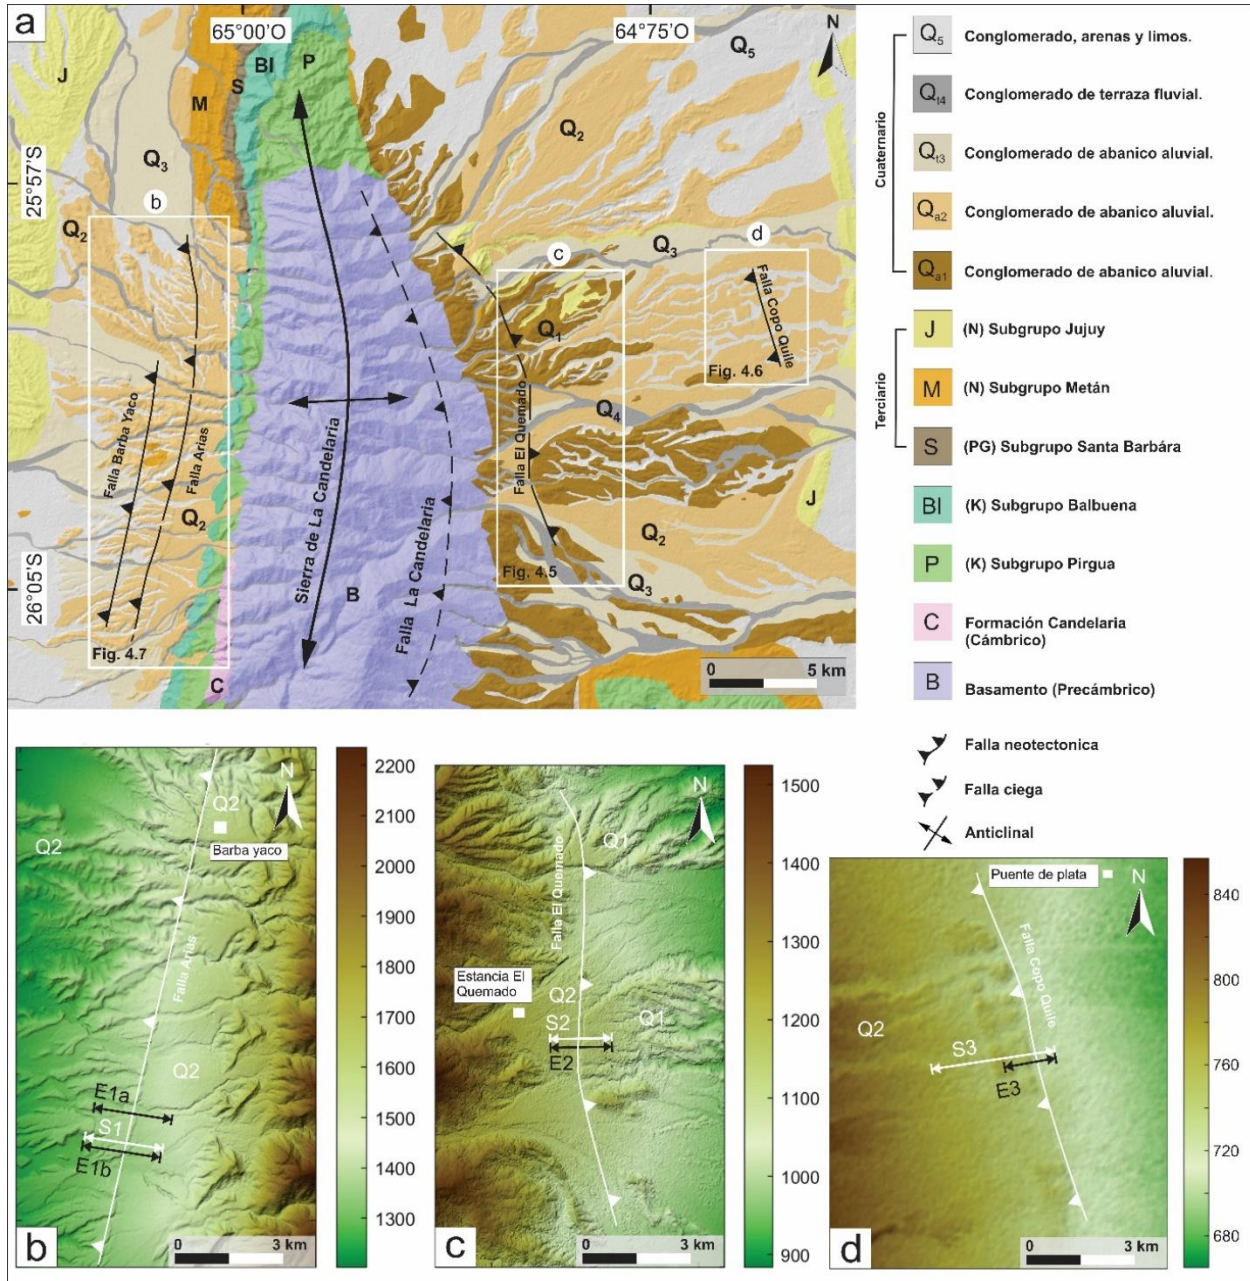 a
65°00'O
64°75'O
N
J
M
S
BI
P
Q5
Q3
Q2
25°57'S
b
Q2
Q3
d
c
Falla Copo Quile
Q1
Fig. 4.6
Q4
Falla Barba Yaco
Falla Arias
Sierra de La Candelaria
Falla El Quemado
Falla La Candelaria
Q2
J
Q2
26°05'S
B
Fig. 4.5
Q3
Fig. 4.7
C
0 5 km
Cuaternario
Q5 Conglomerado, arenas y limos.
Qt4 Conglomerado de terraza fluvial.
Qt3 Conglomerado de abanico aluvial.
Qa2 Conglomerado de abanico aluvial.
Qa1 Conglomerado de abanico aluvial.
Terciario
J (N) Subgrupo Jujuy
M (N) Subgrupo Metán
S (PG) Subgrupo Santa Barbára
BI (K) Subgrupo Balbuena
P (K) Subgrupo Pirgua
C Formación Candelaria
(Cámbrico)
B Basamento (Precámbrico)
Falla neotectonica
Falla ciega
Anticlinal
N
Q2
Q2
Barba yaco
Falla Arias
Q2
E1a
S1
E1b
b
0 3 km
2200
2100
2000
1900
1800
1700
1600
1500
1400
1300
N
Q1
Falla El Quemado
Estancia El
Quemado
Q2
Q1
S2
E2
c
0 3 km
1500
1400
1300
1200
1100
1000
900
Puente de plata
N
Falla Copo Quile
Q2
S3
E3
d
0 3 km
840
800
760
720
680